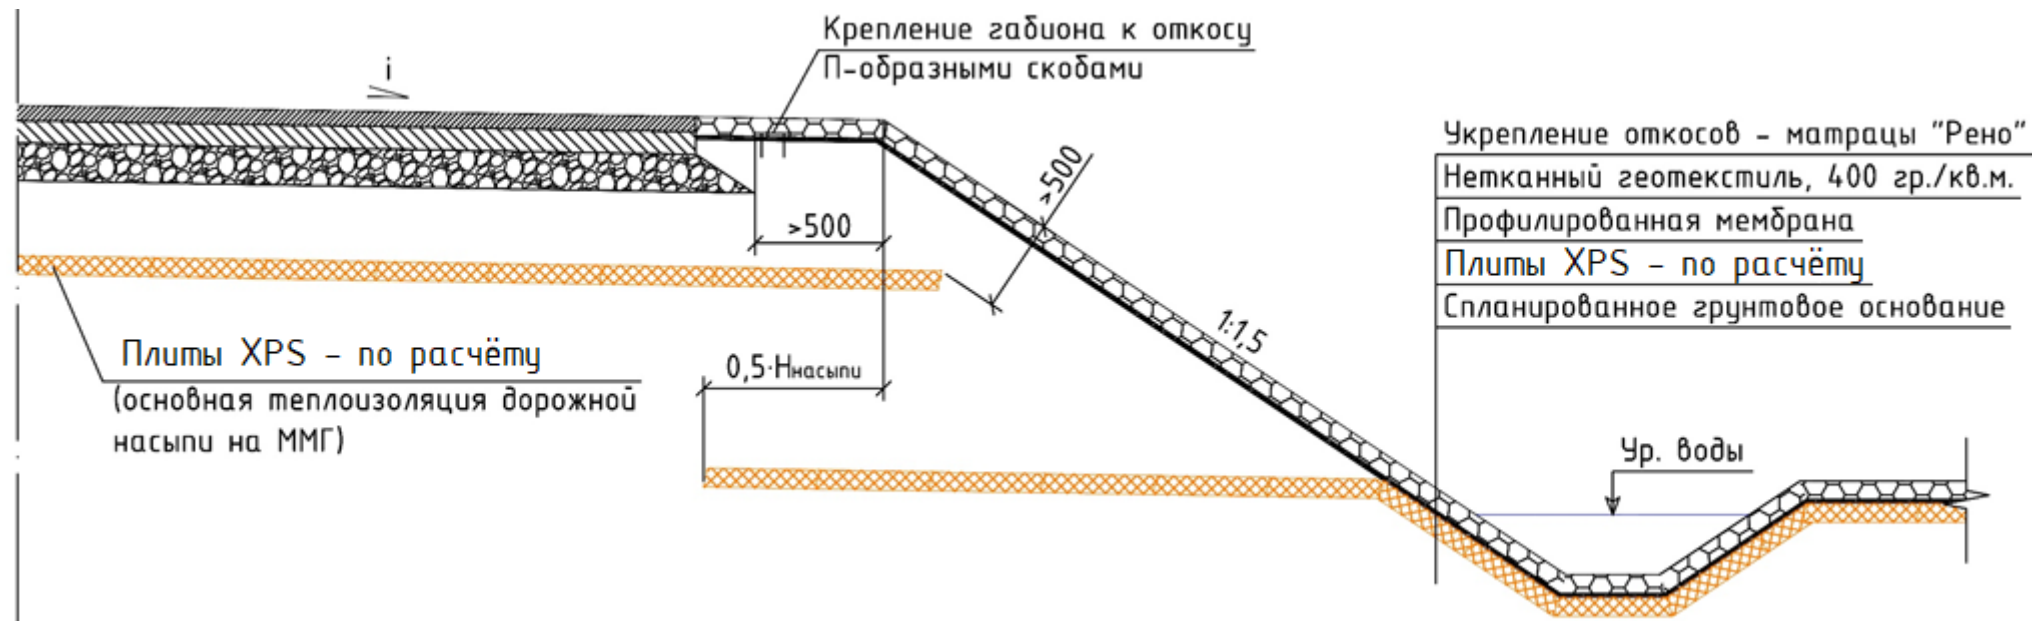 Крепление габиона к откосу
П-образными скобами
i
Укрепление откосов - матрацы "Рено"
Нетканный геотекстиль, 400 гр./кв.м.
Профилированная мембрана
Плиты XPS - по расчёту
Спланированное грунтовое основание
>500
>500
1:1,5
Плиты XPS - по расчёту
(основная теплоизоляция дорожной
насыпи на ММГ)
0,5·Hнасыпи
Ур. воды